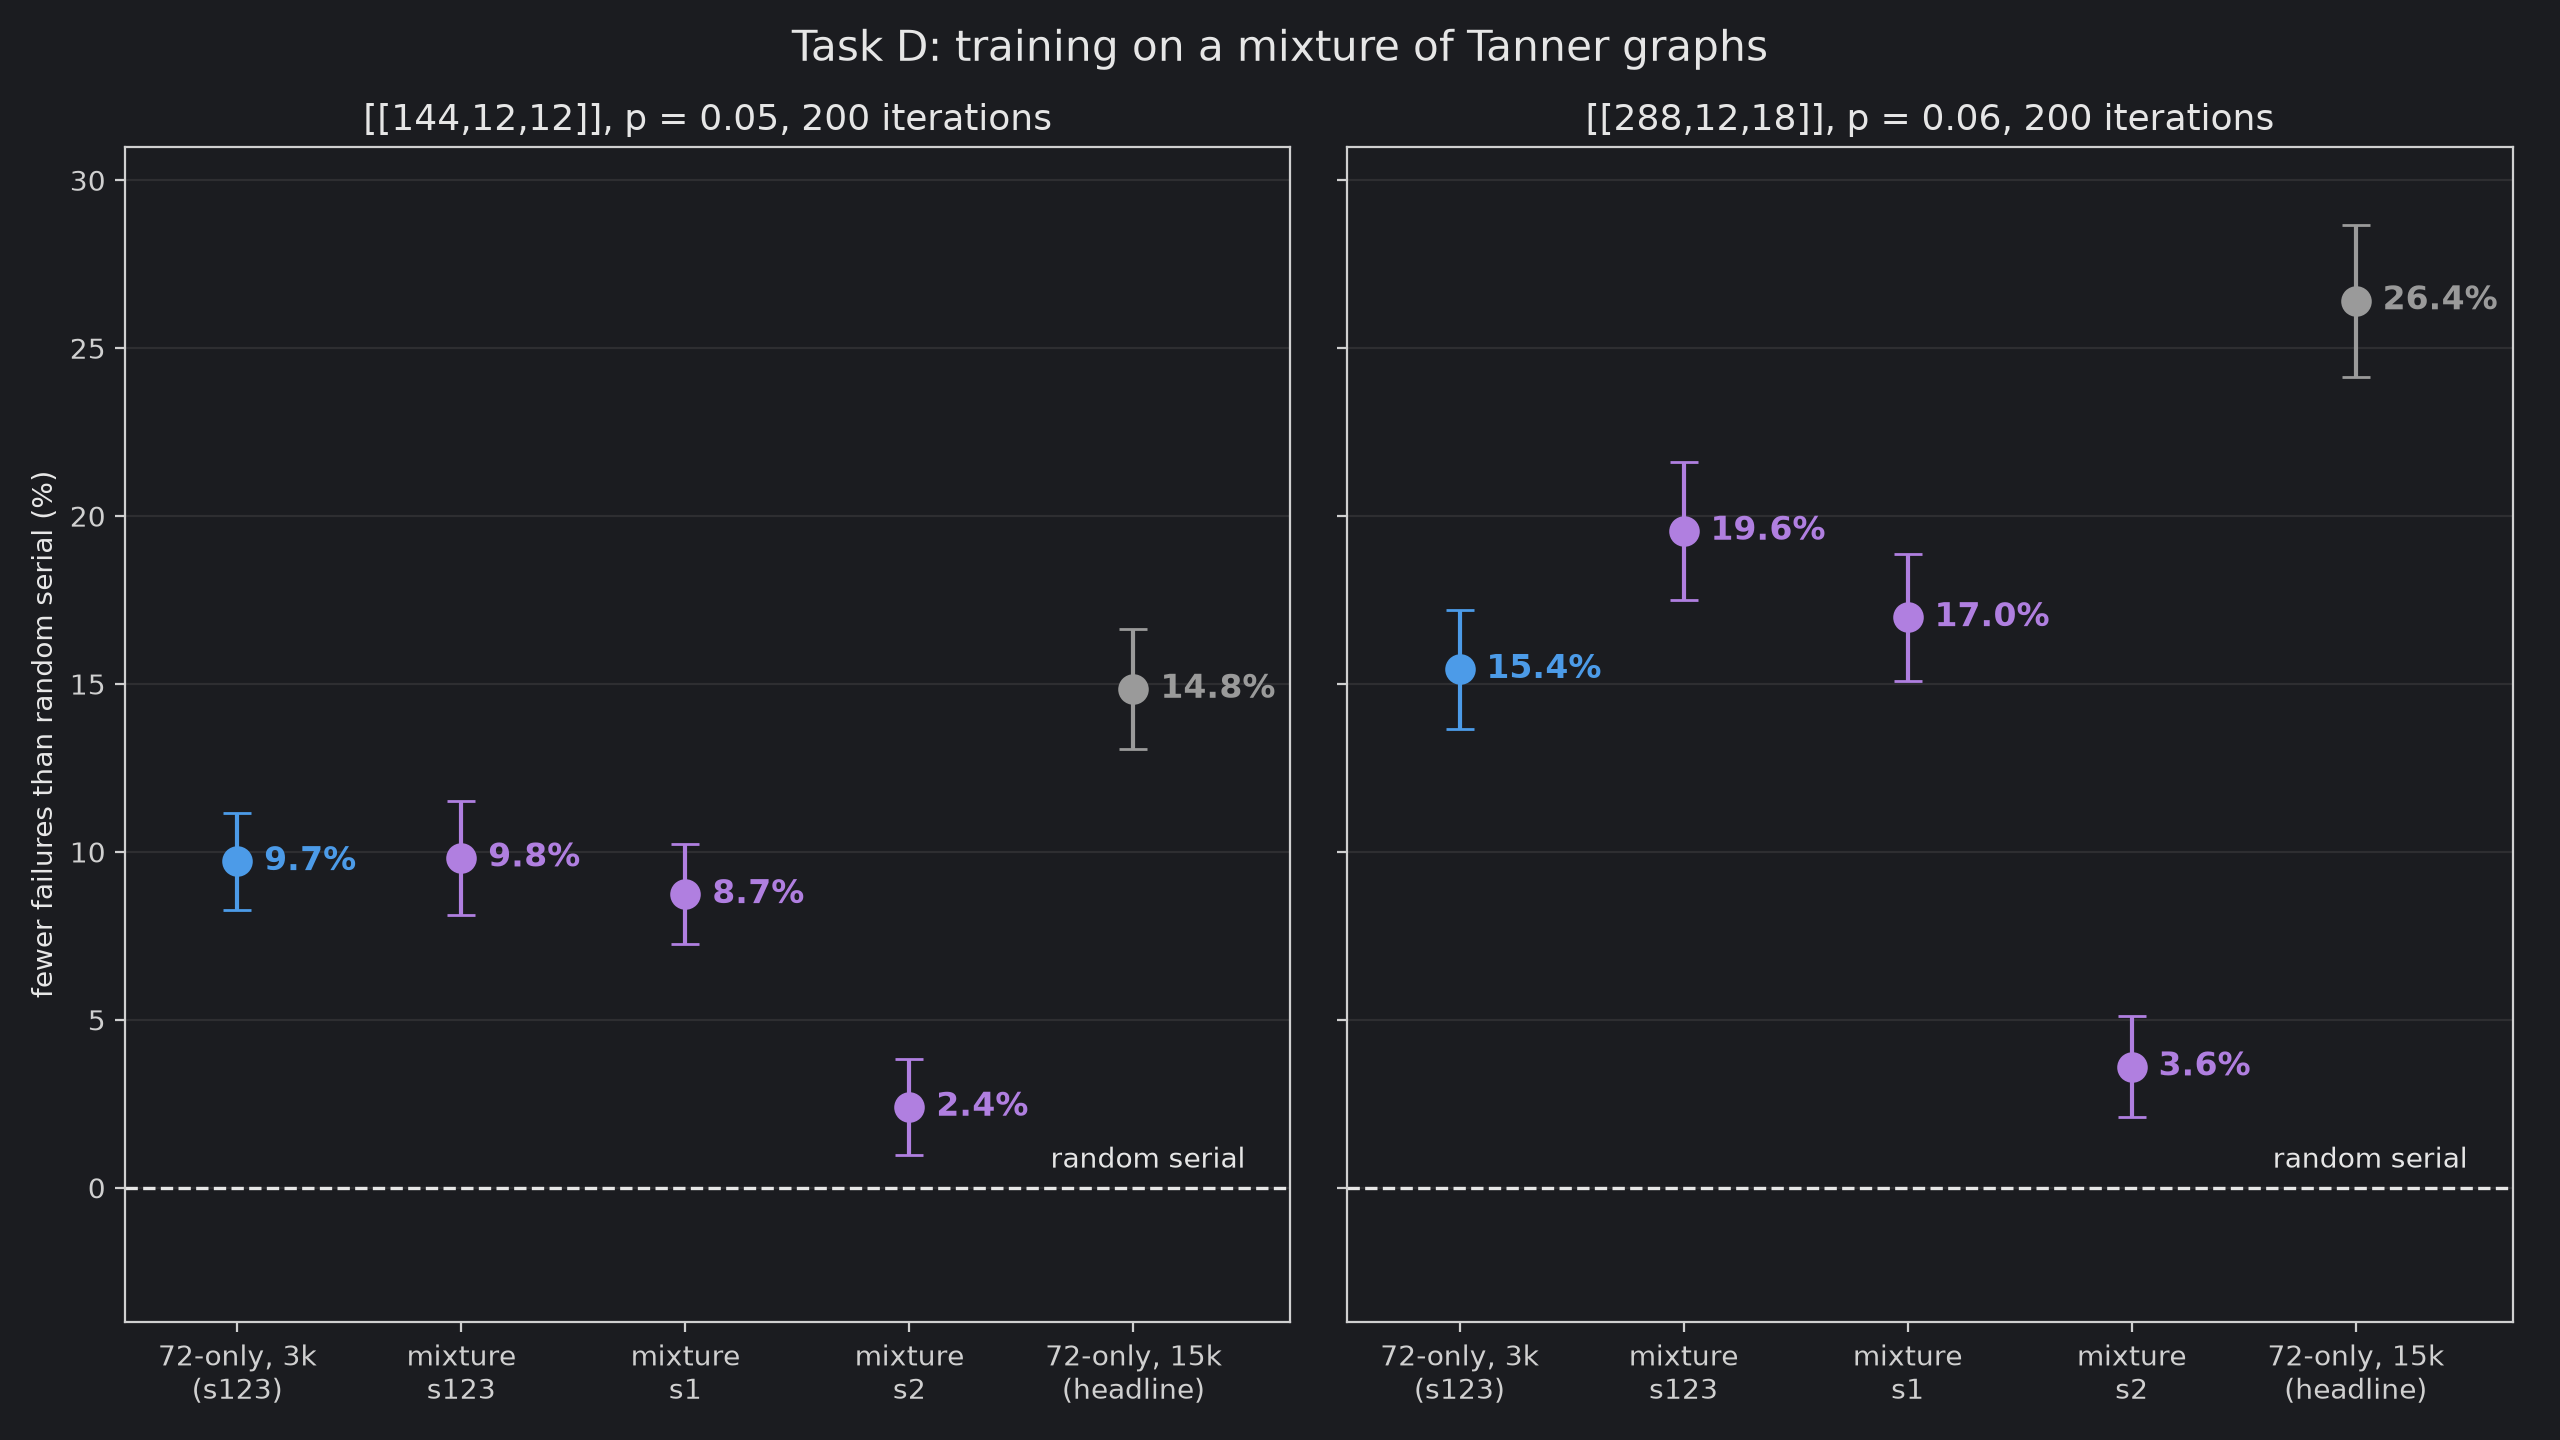 Task D: training on a mixture of Tanner graphs
[[144,12,12]], p = 0.05, 200 iterations
fewer failures than random serial (%)
30
25
20
15
10
5
0
9.7%
9.8%
8.7%
2.4%
14.8%
random serial
72-only, 3k
(s123)
mixture
s123
mixture
s1
mixture
s2
72-only, 15k
(headline)
[[288,12,18]], p = 0.06, 200 iterations
15.4%
19.6%
17.0%
3.6%
26.4%
random serial
72-only, 3k
(s123)
mixture
s123
mixture
s1
mixture
s2
72-only, 15k
(headline)